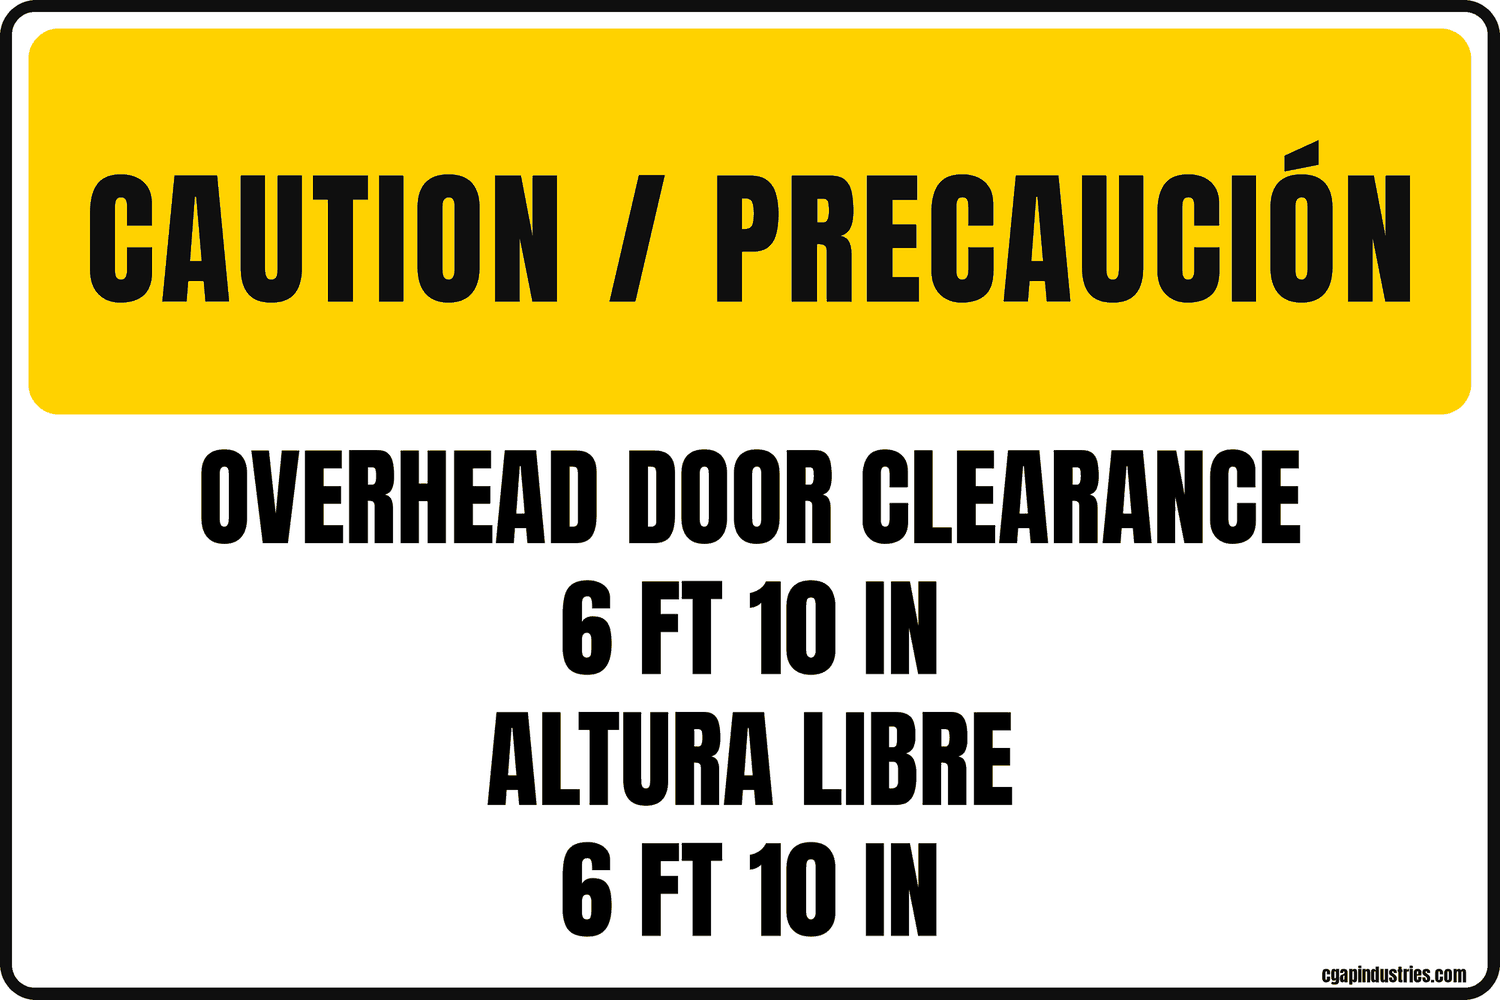 CAUTION / PRECAUCIÓN
OVERHEAD DOOR CLEARANCE
6 FT 10 IN
ALTURA LIBRE
6 FT 10 IN
cgapindustries.com